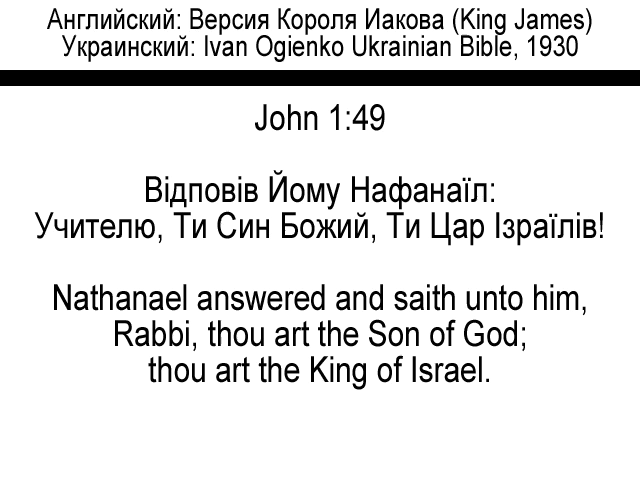 Английский: Версия Короля Иакова (King James)
Украинский: Ivan Ogienko Ukrainian Bible, 1930
John 1:49
Відповів Йому Нафанаїл:
Учителю, Ти Син Божий, Ти Цар Ізраїлів!
Nathanael answered and saith unto him,
Rabbi, thou art the Son of God;
thou art the King of Israel.